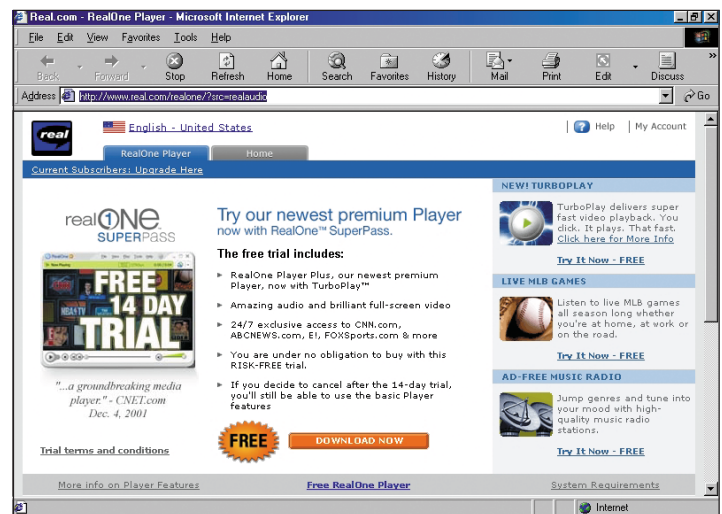 Real.com - RealOne Player - Microsoft Internet Explorer
File Edit View Favorites Tools Help
Back Forward Stop Refresh Home Search Favorites History Mail Print Edit Discuss
Address http://www.real.com/realone/?src=realaudio Go
real
English - United States
Help | My Account
RealOne Player Home
Current Subscribers: Upgrade Here
real ONE
SUPERPASS
FREE
14 DAY
TRIAL
"...a groundbreaking media
player." - CNET.com
Dec. 4, 2001
Trial terms and conditions
Try our newest premium Player
now with RealOne™ SuperPass.
The free trial includes:
RealOne Player Plus, our newest premium
Player, now with TurboPlay™
Amazing audio and brilliant full-screen video
24/7 exclusive access to CNN.com,
ABCNEWS.com, E!, FOXSports.com & more
You are under no obligation to buy with this
RISK-FREE trial.
If you decide to cancel after the 14-day trial,
you'll still be able to use the basic Player
features
FREE
DOWNLOAD NOW
NEW! TURBOPLAY
TurboPlay delivers super
fast video playback. You
click. It plays. That fast.
Click here for More Info
Try It Now - FREE
LIVE MLB GAMES
Listen to live MLB games
all season long whether
you're at home, at work or
on the road.
Try It Now - FREE
AD-FREE MUSIC RADIO
Jump genres and tune into
your mood with high-
quality music radio
stations.
Try It Now - FREE
More info on Player Features
Free RealOne Player
System Requirements
Internet